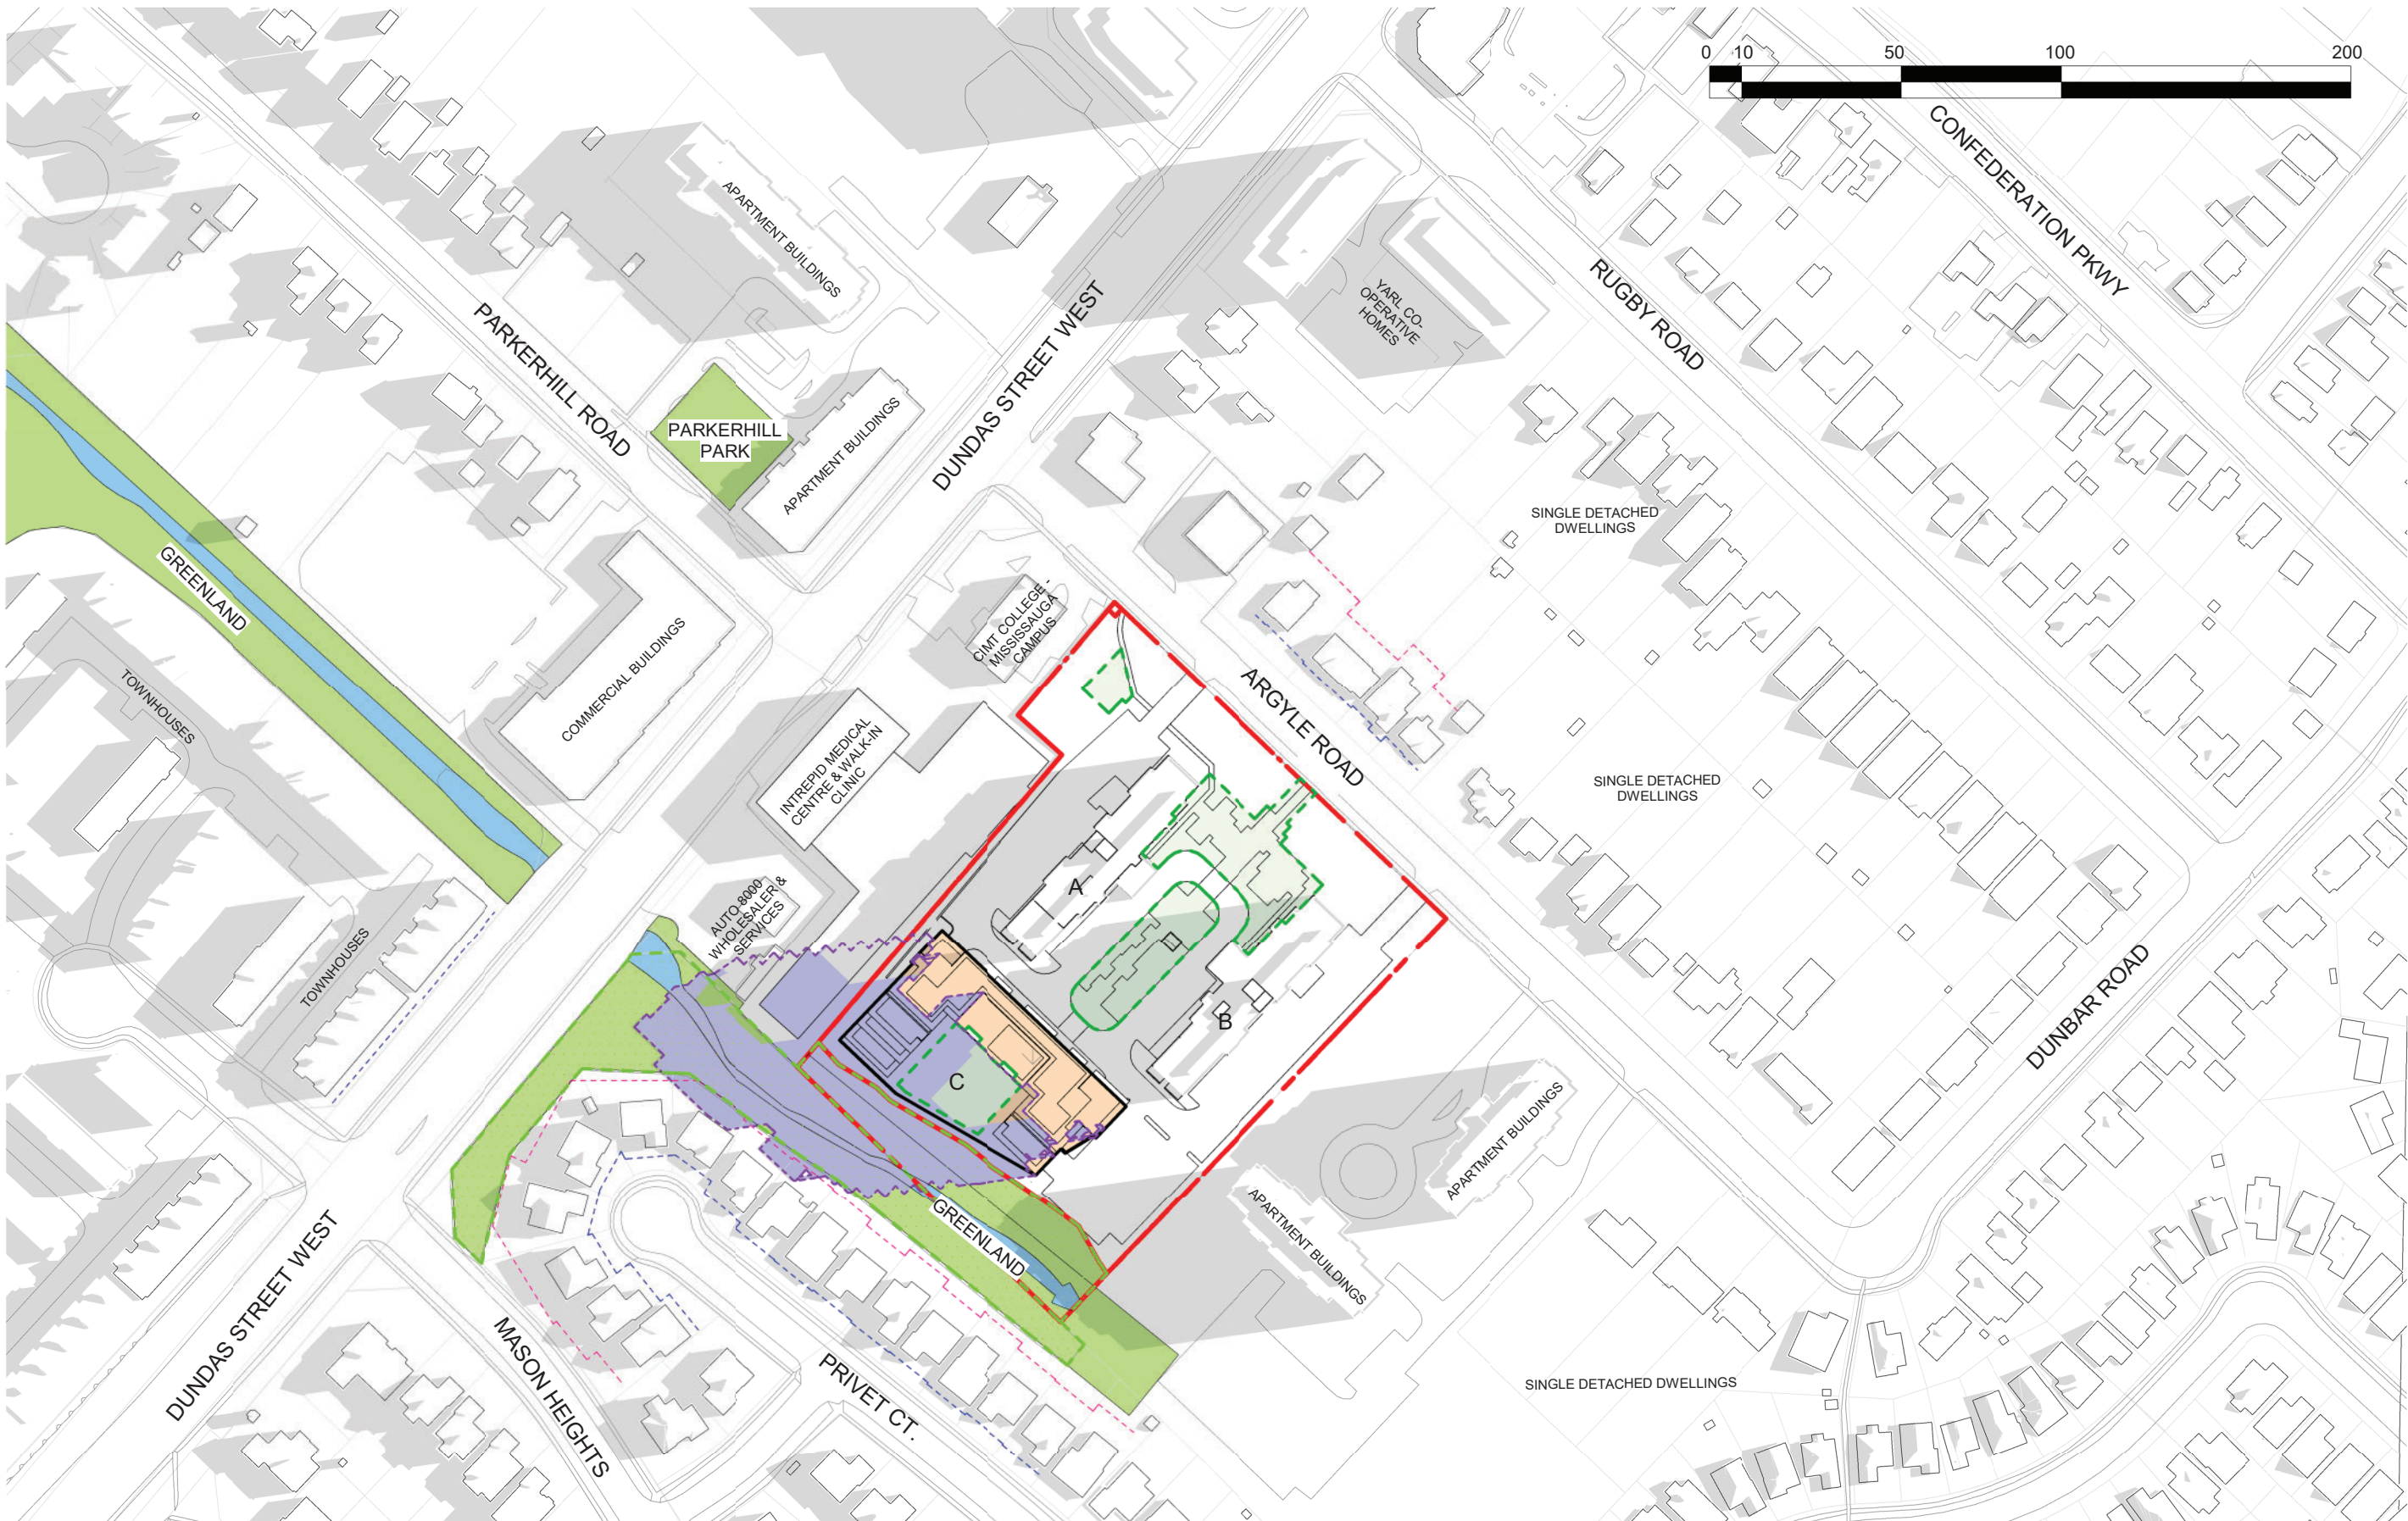 0 10 50 100 200
CONFEDERATION PKWY
APARTMENT BUILDINGS
RUGBY ROAD
YARL CO-
OPERATIVE
HOMES
PARKERHILL ROAD
DUNDAS STREET WEST
PARKERHILL
PARK
APARTMENT BUILDINGS
SINGLE DETACHED
DWELLINGS
GREENLAND
CIMT COLLEGE -
MISSISSAUGA
CAMPUS
COMMERCIAL BUILDINGS
TOWNHOUSES
ARGYLE ROAD
INTREPID MEDICAL
CENTRE & WALK-IN
CLINIC
SINGLE DETACHED
DWELLINGS
A
AUTO-8000
WHOLESALER &
SERVICES
TOWNHOUSES
B
DUNBAR ROAD
C
APARTMENT BUILDINGS
GREENLAND
APARTMENT BUILDINGS
DUNDAS STREET WEST
MASON HEIGHTS
PRIVET CT.
SINGLE DETACHED DWELLINGS